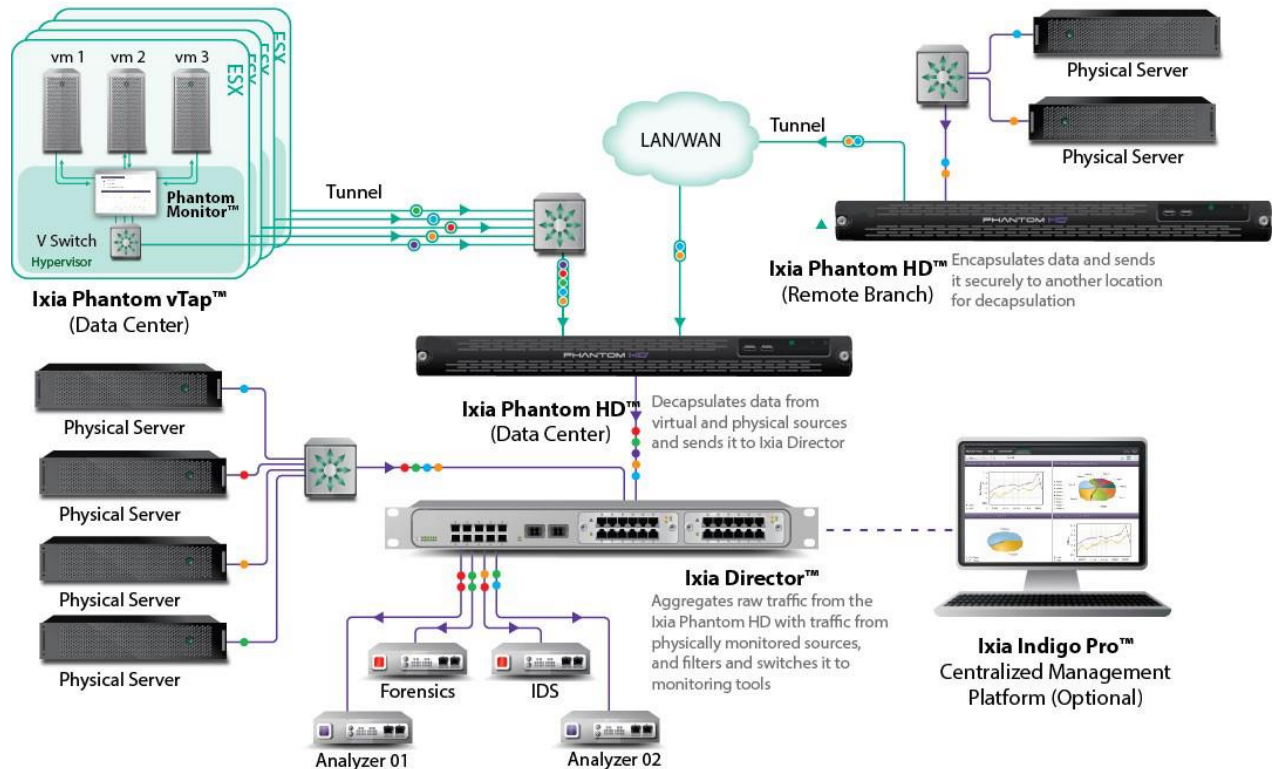 vm 1
vm 2
vm 3
ESX
ESX
ESX
ESX
Phantom
Monitor™
V Switch
Hypervisor
Ixia Phantom vTap™
(Data Center)
Tunnel
LAN/WAN
Tunnel
Physical Server
Physical Server
PHANTOM HD
Ixia Phantom HD™
(Remote Branch)
Encapsulates data and sends
it securely to another location
for decapsulation
PHANTOM HD
Ixia Phantom HD™
(Data Center)
Decapsulates data from
virtual and physical sources
and sends it to Ixia Director
Physical Server
Physical Server
Physical Server
Physical Server
Ixia Director™
Aggregates raw traffic from the
Ixia Phantom HD with traffic from
physically monitored sources,
and filters and switches it to
monitoring tools
Forensics
IDS
Analyzer 01
Analyzer 02
Ixia Indigo Pro™
Centralized Management
Platform (Optional)